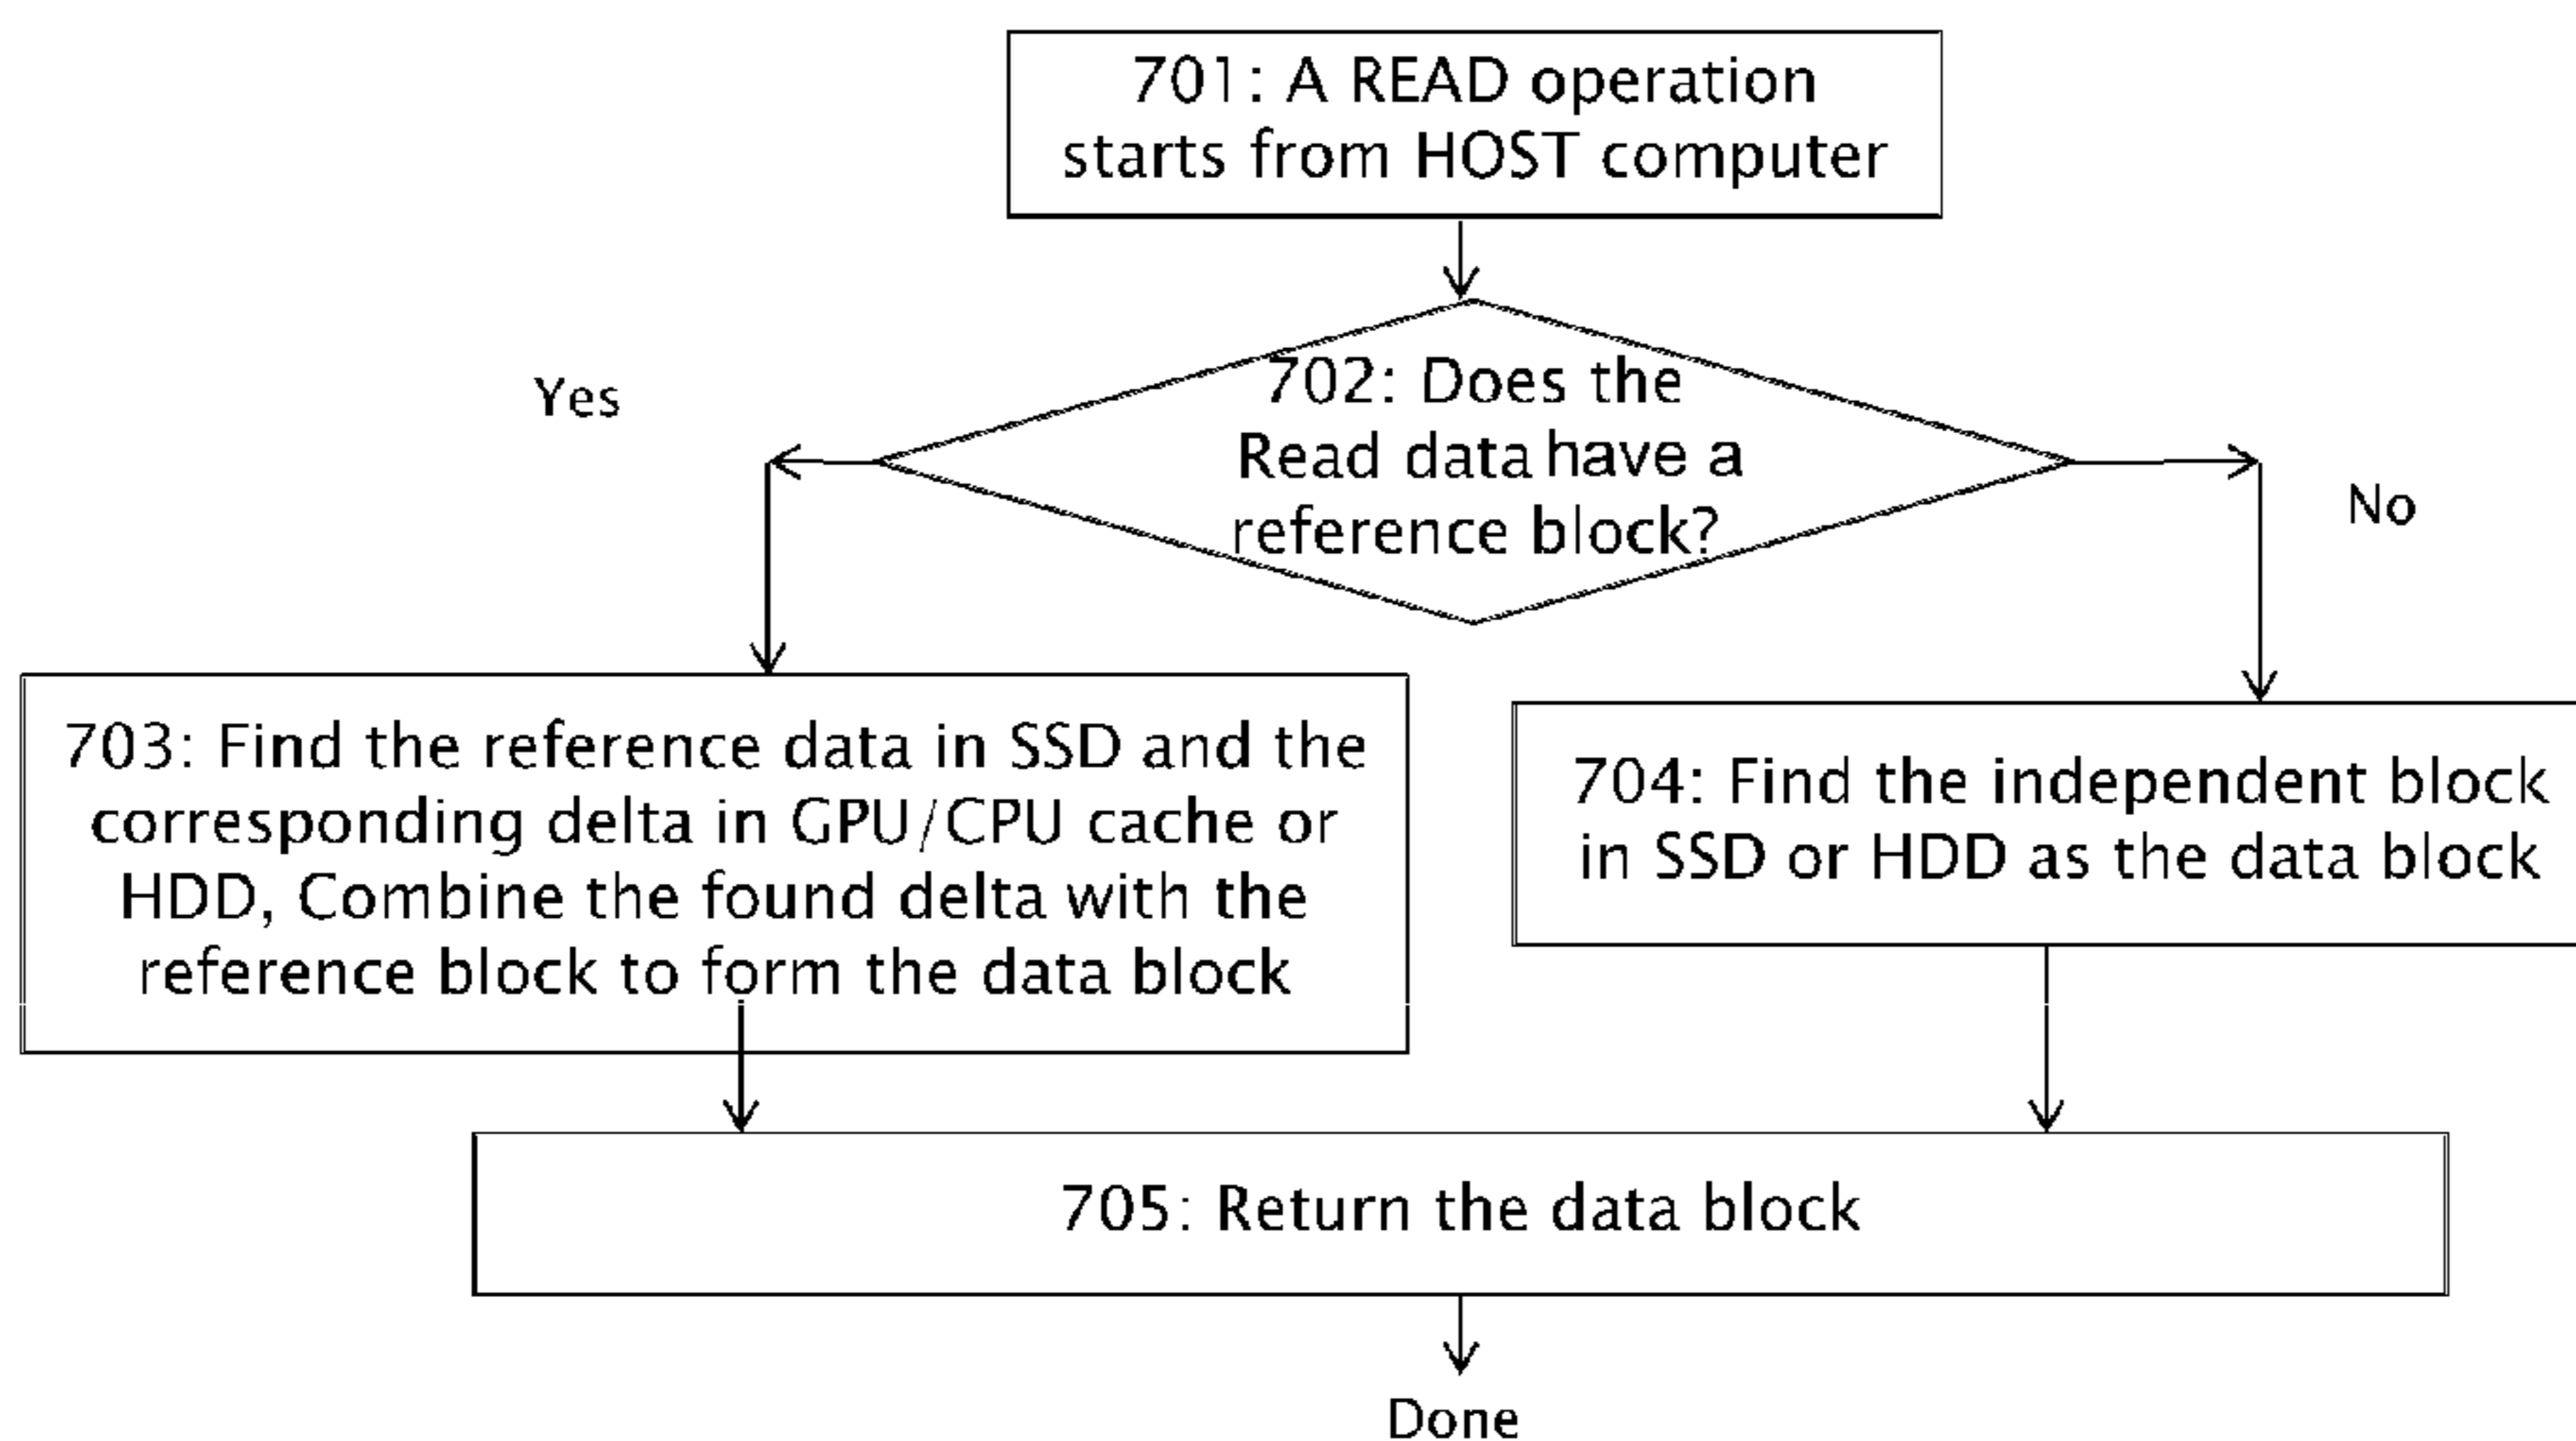 701: A READ operation
starts from HOST computer
702: Does the
Read data have a
reference block?
Yes
No
703: Find the reference data in SSD and the
corresponding delta in GPU/CPU cache or
HDD, Combine the found delta with the
reference block to form the data block
704: Find the independent block
in SSD or HDD as the data block
705: Return the data block
Done